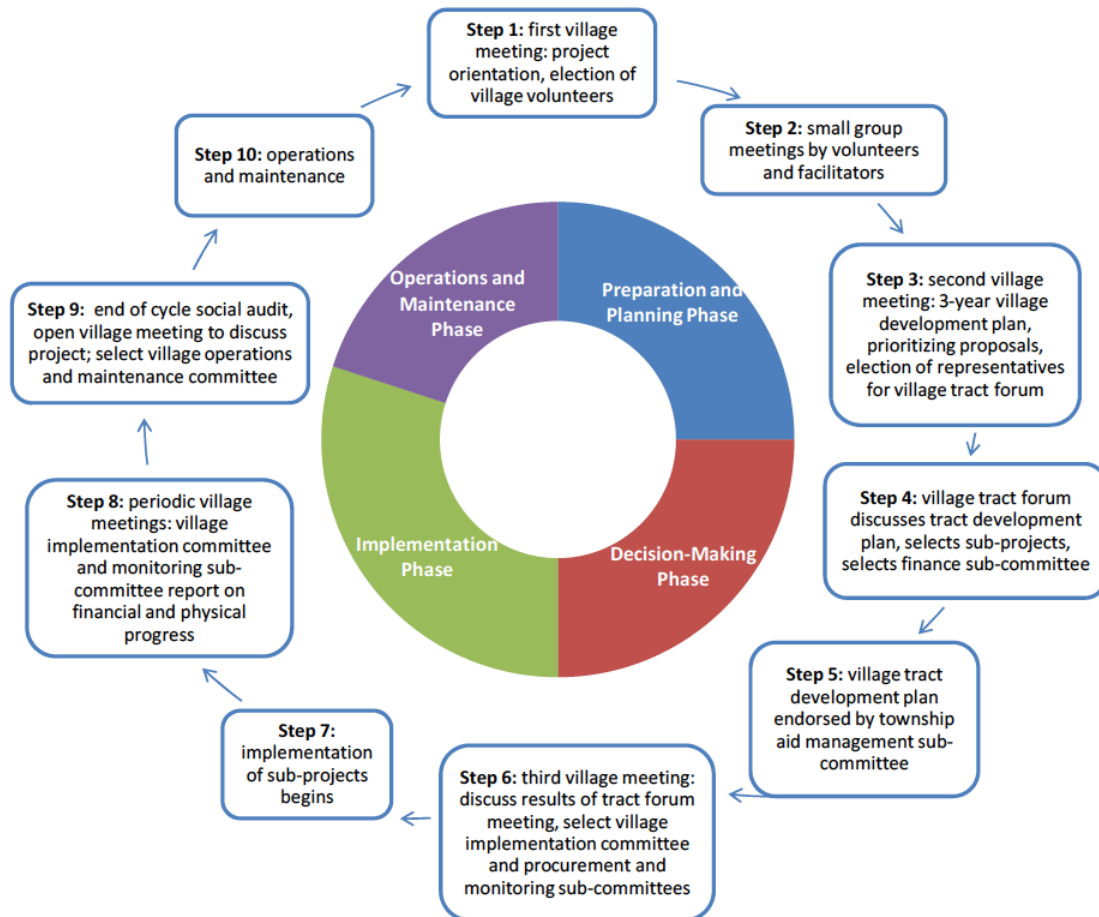 Step 1: first village
meeting: project
orientation, election of
village volunteers
Step 2: small group
meetings by volunteers
and facilitators
Step 3: second village
meeting: 3-year village
development plan,
prioritizing proposals,
election of representatives
for village tract forum
Step 4: village tract forum
discusses tract development
plan, selects sub-projects,
selects finance sub-committee
Step 5: village tract
development plan
endorsed by township
aid management sub-
committee
Step 6: third village meeting:
discuss results of tract forum
meeting, select village
implementation committee
and procurement and
monitoring sub-committees
Step 7:
implementation
of sub-projects
begins
Step 8: periodic village
meetings: village
implementation committee
and monitoring sub-
committee report on
financial and physical
progress
Step 9: end of cycle social audit,
open village meeting to discuss
project; select village operations
and maintenance committee
Step 10: operations
and maintenance
Preparation and
Planning Phase
Decision-Making
Phase
Implementation
Phase
Operations and
Maintenance
Phase